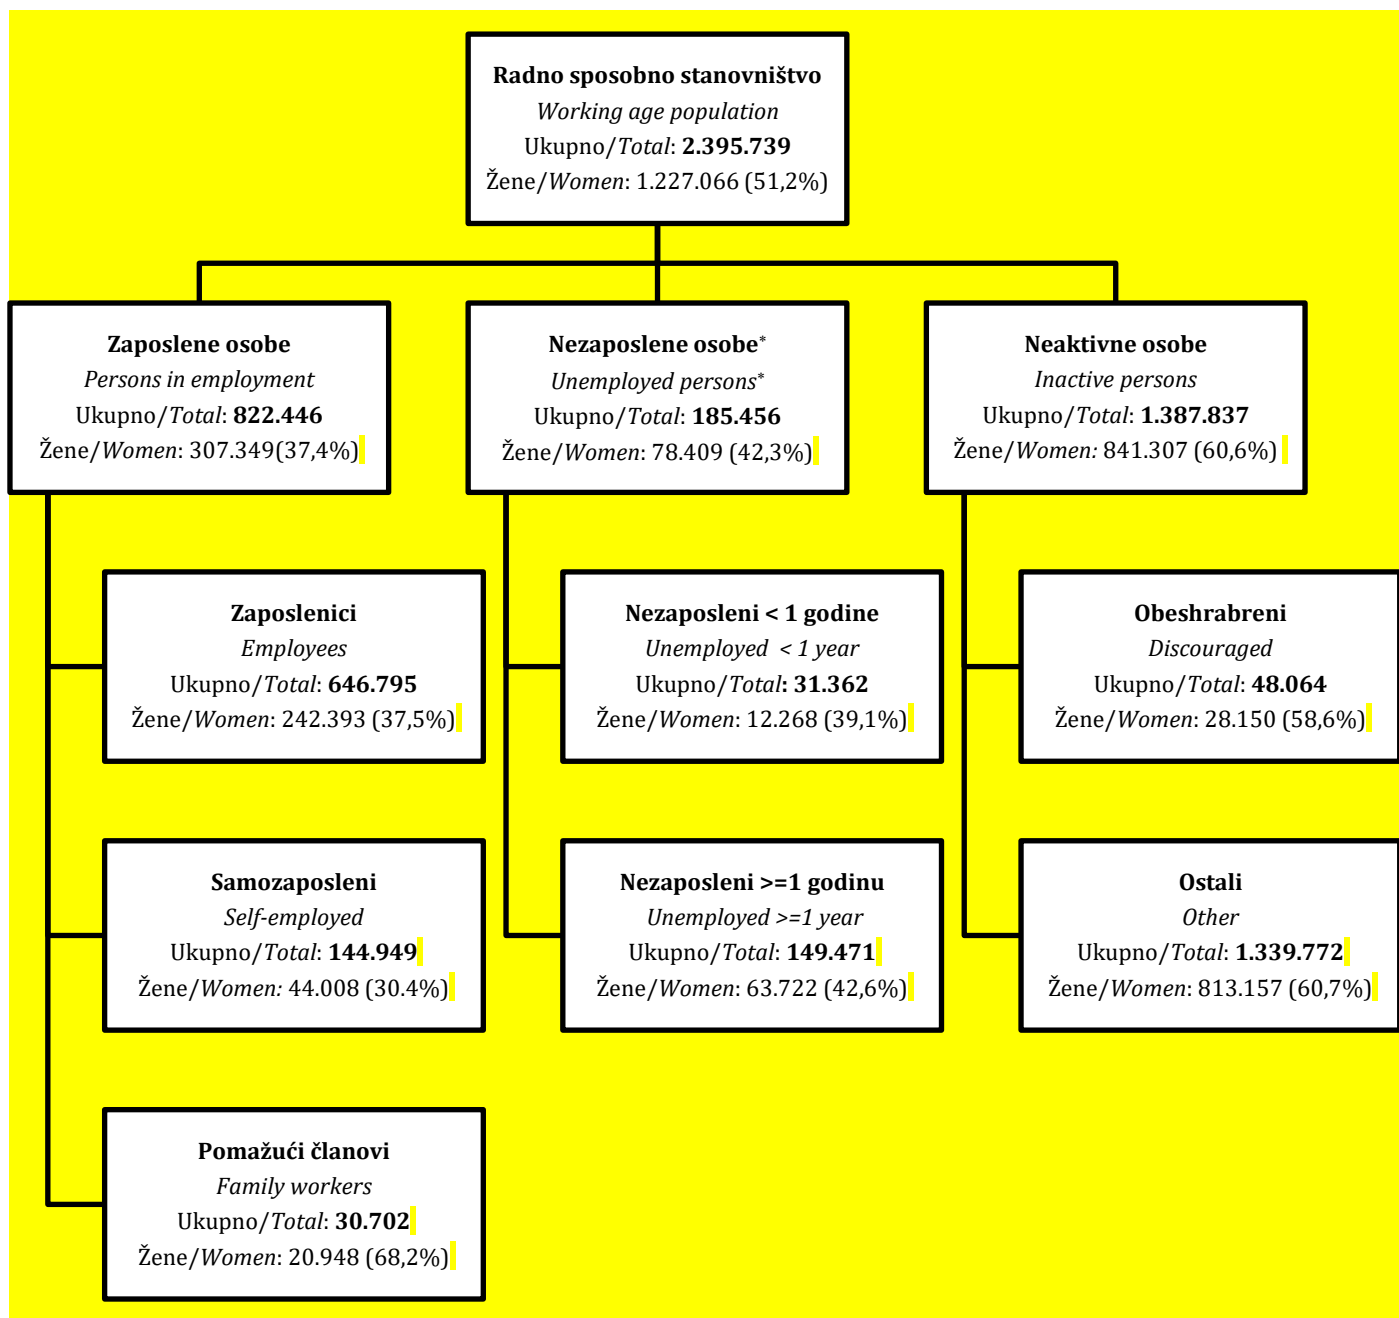 Radno sposobno stanovništvo
Working age population
Ukupno/Total: 2.395.739
Žene/Women: 1.227.066 (51,2%)
Zaposlene osobe
Persons in employment
Ukupno/Total: 822.446
Žene/Women: 307.349(37,4%)
Nezaposlene osobe*
Unemployed persons*
Ukupno/Total: 185.456
Žene/Women: 78.409 (42,3%)
Neaktivne osobe
Inactive persons
Ukupno/Total: 1.387.837
Žene/Women: 841.307 (60,6%)
Zaposlenici
Employees
Ukupno/Total: 646.795
Žene/Women: 242.393 (37,5%)
Nezaposleni < 1 godine
Unemployed < 1 year
Ukupno/Total: 31.362
Žene/Women: 12.268 (39,1%)
Obeshrabreni
Discouraged
Ukupno/Total: 48.064
Žene/Women: 28.150 (58,6%)
Samozaposleni
Self-employed
Ukupno/Total: 144.949
Žene/Women: 44.008 (30.4%)
Nezaposleni >=1 godinu
Unemployed >=1 year
Ukupno/Total: 149.471
Žene/Women: 63.722 (42,6%)
Ostali
Other
Ukupno/Total: 1.339.772
Žene/Women: 813.157 (60,7%)
Pomažući članovi
Family workers
Ukupno/Total: 30.702
Žene/Women: 20.948 (68,2%)